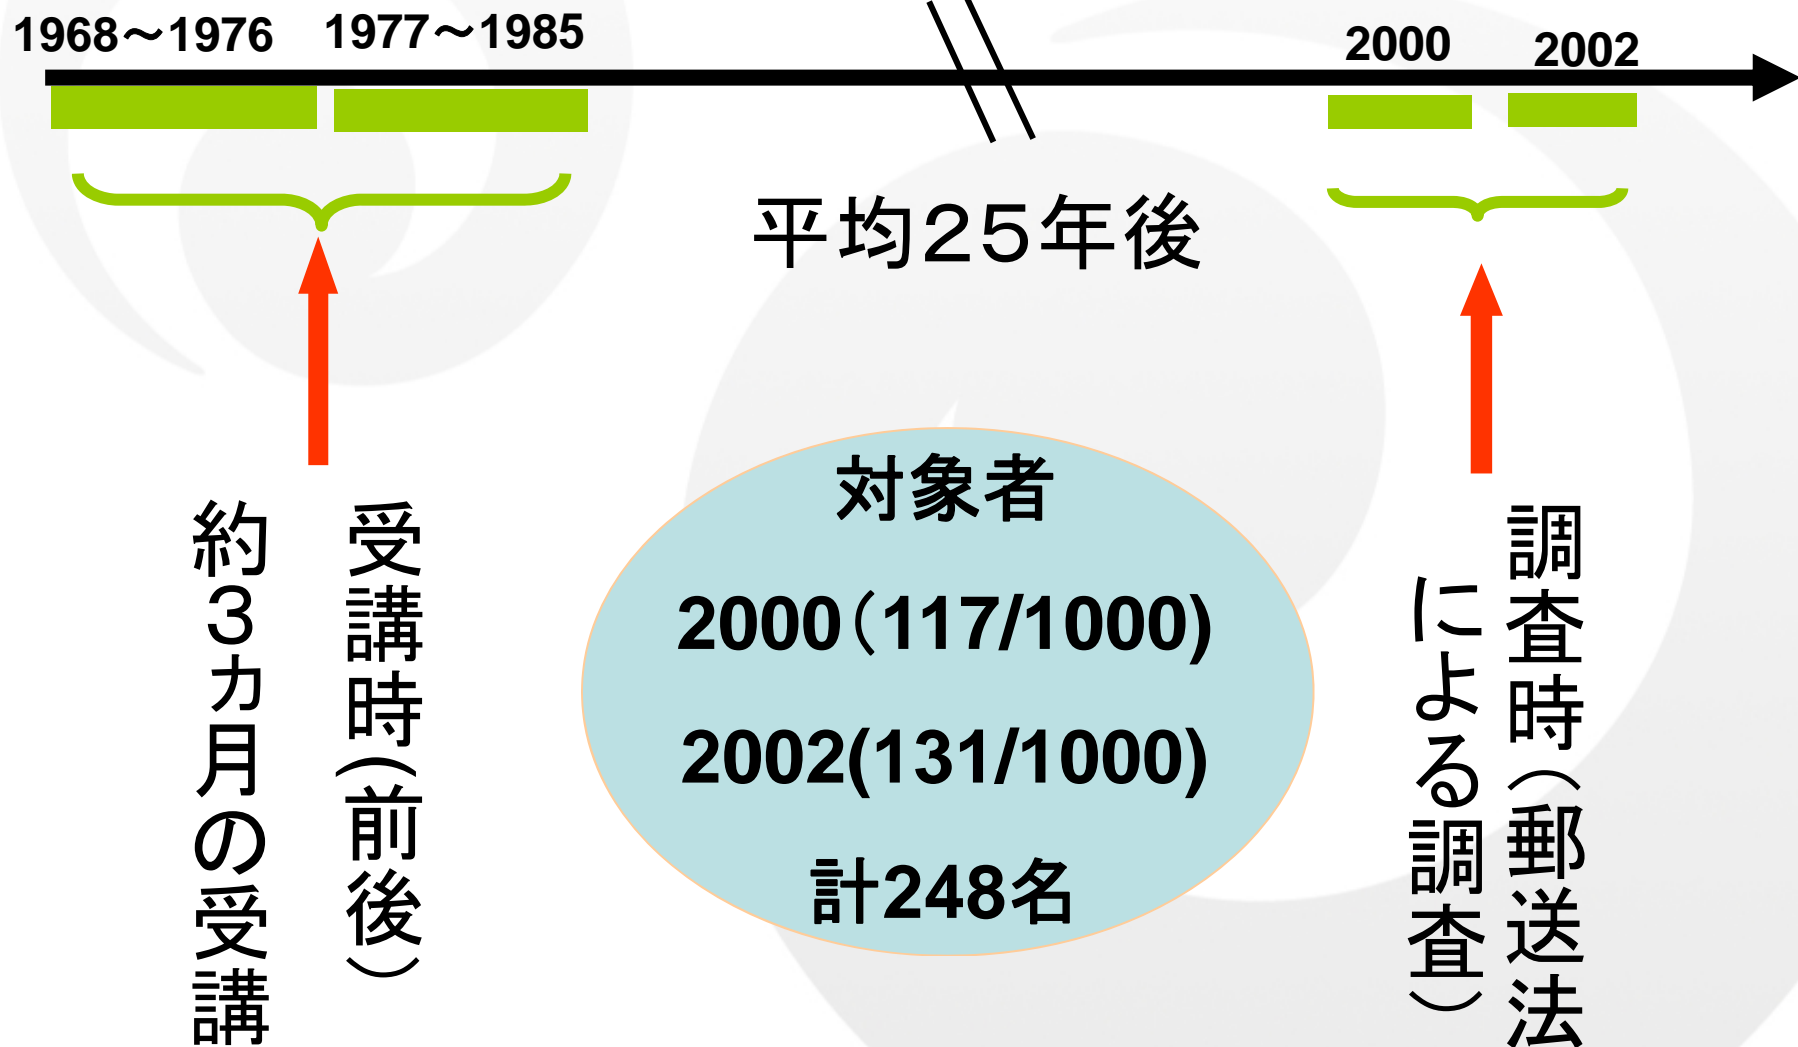 1968～1976
1977～1985
2000
2002
平均２５年後
対象者
2000（117/1000)
2002(131/1000)
計248名
受講時(前後)
約３ヵ月の受講
調査時（郵送法
による調査）